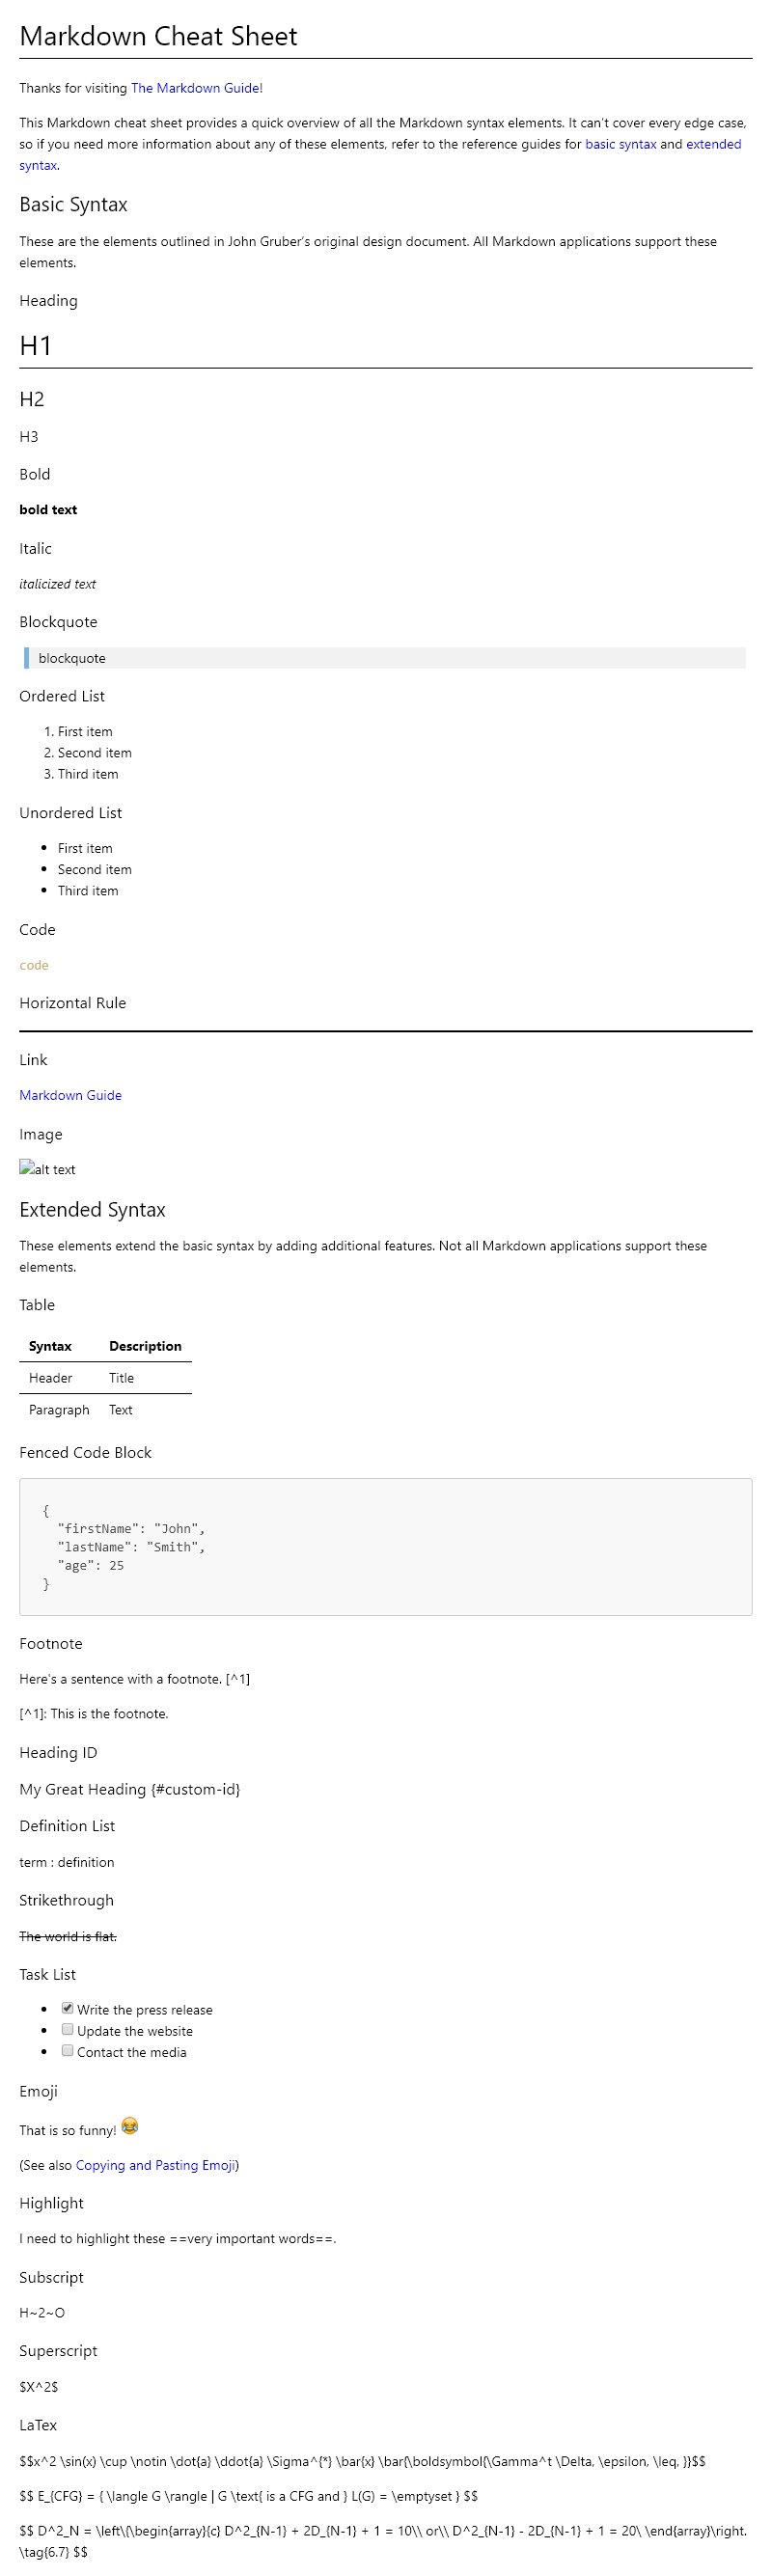 Markdown Cheat Sheet
Thanks for visiting The Markdown Guide!
This Markdown cheat sheet provides a quick overview of all the Markdown syntax elements. It can’t cover every edge case,
so if you need more information about any of these elements, refer to the reference guides for basic syntax and extended
syntax.
Basic Syntax
These are the elements outlined in John Gruber’s original design document. All Markdown applications support these
elements.
Heading
H1
H2
H3
Bold
bold text
Italic
italicized text
Blockquote
blockquote
Ordered List
1. First item
2. Second item
3. Third item
Unordered List
• First item
• Second item
• Third item
Code
code
Horizontal Rule
Link
Markdown Guide
Image
alt text
Extended Syntax
These elements extend the basic syntax by adding additional features. Not all Markdown applications support these
elements.
Table
Syntax Description
Header Title
Paragraph Text
Fenced Code Block
{
  "firstName": "John",
  "lastName": "Smith",
  "age": 25
}
Footnote
Here's a sentence with a footnote. [^1]
[^1]: This is the footnote.
Heading ID
My Great Heading {#custom-id}
Definition List
term : definition
Strikethrough
The world is flat.
Task List
• Write the press release
• Update the website
• Contact the media
Emoji
That is so funny! 😂
(See also Copying and Pasting Emoji)
Highlight
I need to highlight these ==very important words==.
Subscript
H~2~O
Superscript
$X^2$
LaTex
$$x^2 \sin(x) \cup \notin \dot{a} \ddot{a} \Sigma^{*} \bar{x} \bar{\boldsymbol{\Gamma^t \Delta, \epsilon, \leq, }}$$
$$ E_{CFG} = { \langle G \rangle | G \text{ is a CFG and } L(G) = \emptyset } $$
$$ D^2_N = \left\{\begin{array}{c} D^2_{N-1} + 2D_{N-1} + 1 = 10\\ or\\ D^2_{N-1} - 2D_{N-1} + 1 = 20\ \end{array}\right.
\tag{6.7} $$